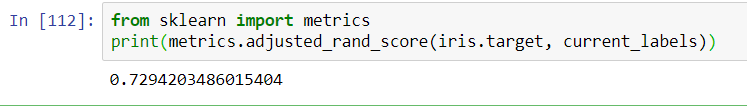 In [112]: from sklearn import metrics
print(metrics.adjusted_rand_score(iris.target, current_labels))
0.7294203486015404